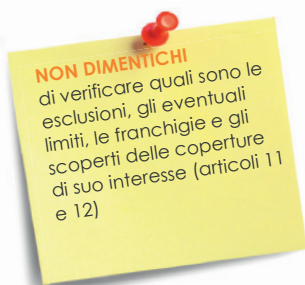 NON DIMENTICHI
di verificare quali sono le
esclusioni, gli eventuali
limiti, le franchigie e gli
scoperti delle coperture
di suo interesse (articoli 11
e 12)